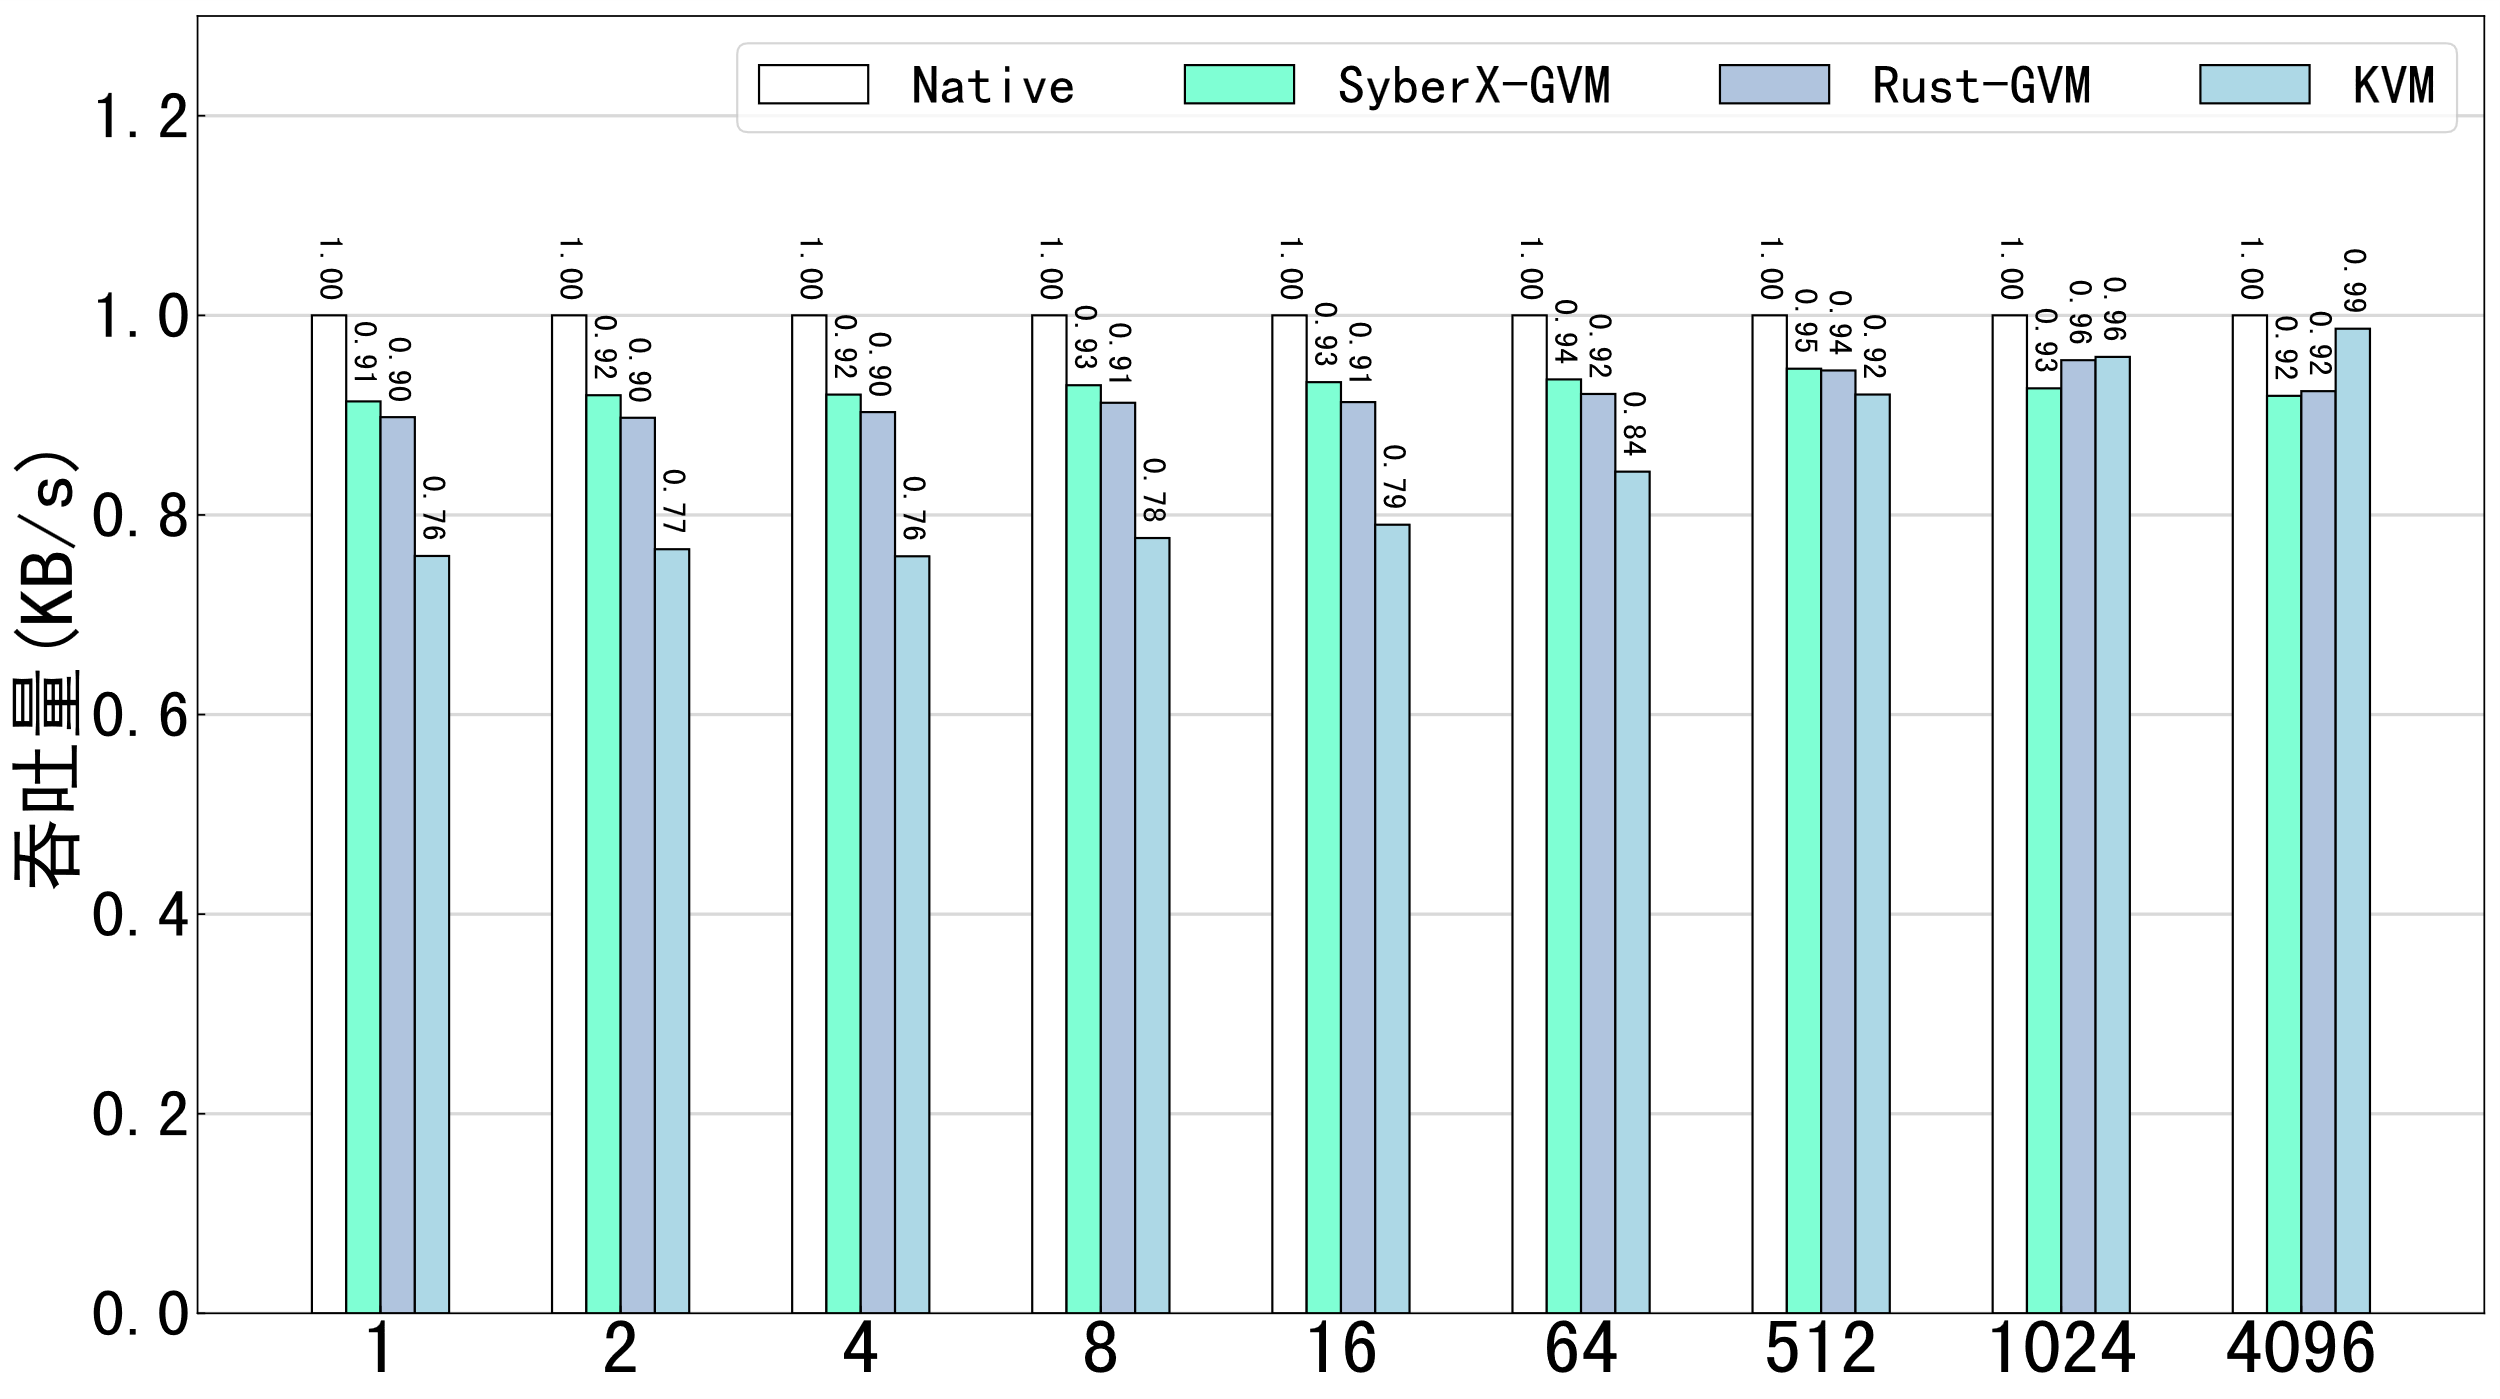 Native SyberX-GVM Rust-GVM KVM
吞吐量(KB/s)
1.2
1.0
0.8
0.6
0.4
0.2
0.0
1.00 0.91 0.90 0.76
1.00 0.92 0.90 0.77
1.00 0.92 0.90 0.76
1.00 0.93 0.91 0.78
1.00 0.93 0.91 0.79
1.00 0.94 0.92 0.84
1.00 0.95 0.94 0.92
1.00 0.93 0.96 0.96
1.00 0.92 0.92 0.99
1 2 4 8 16 64 512 1024 4096